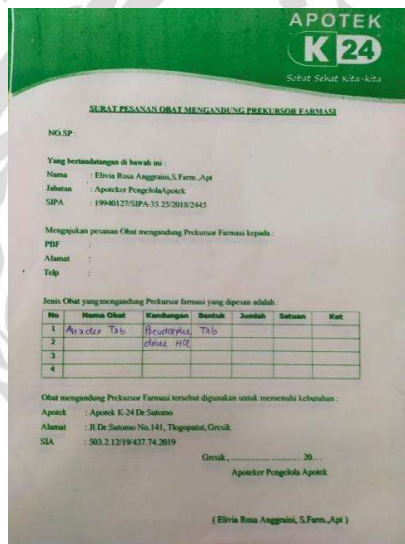 APOTEK
K 24
Sobat Sehat Kita-kita
SURAT PESANAN OBAT MENGANDUNG PREKURSOR FARMASI
NO.SP :
Yang bertandatangan di bawah ini :
Nama : Elivia Rosa Anggraini,S.Farm.,Apt
Jabatan : Apoteker PengelolaApotek
SIPA : 19940127/SIPA-35.25/2018/2445
Mengajukan pesanan Obat mengandung Prekursor Farmasi kepada :
PBF :
Alamat :
Telp :
Jenis Obat yang mengandung Prekursor farmasi yang dipesan adalah :
No Nama Obat Kandungan Bentuk Jumlah Satuan Ket
1 Tab Pseudoephe Tab
2 drine HCl
3
4
Obat mengandung Prekursor Farmasi tersebut digunakan untuk memenuhi kebutuhan :
Apotek : Apotek K-24 Dr.Sutomo
Alamat : Jl.Dr.Sutomo No.141, Tlogopatut, Gresik
SIA : 503.2.12/19/437.74.2019
Gresik, .............................. 20....
Apoteker Pengelola Apotek
( Elivia Rosa Anggraini, S.Farm.,Apt )